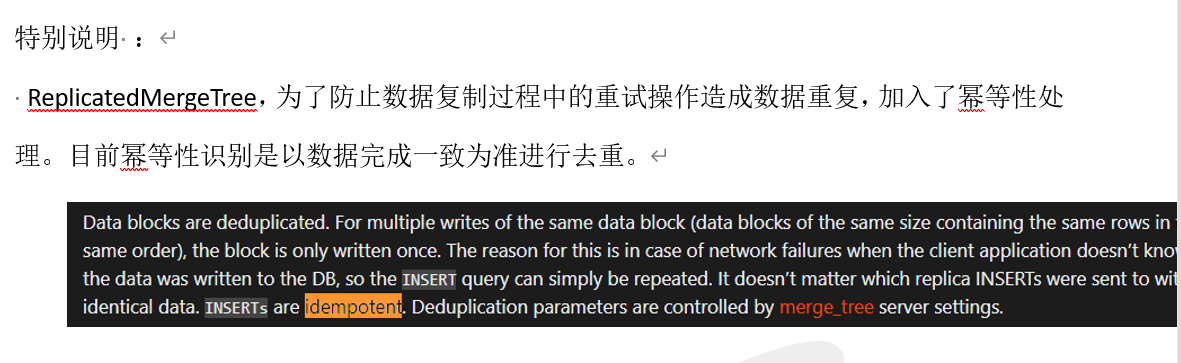 特别说明 ：
ReplicatedMergeTree，为了防止数据复制过程中的重试操作造成数据重复，加入了幂等性处
理。目前幂等性识别是以数据完成一致为准进行去重。
Data blocks are deduplicated. For multiple writes of the same data block (data blocks of the same size containing the same rows in
same order), the block is only written once. The reason for this is in case of network failures when the client application doesn't
the data was written to the DB, so the INSERT query can simply be repeated. It doesn't matter which replica INSERTs were sent to
identical data. INSERTs are idempotent. Deduplication parameters are controlled by merge_tree server settings.